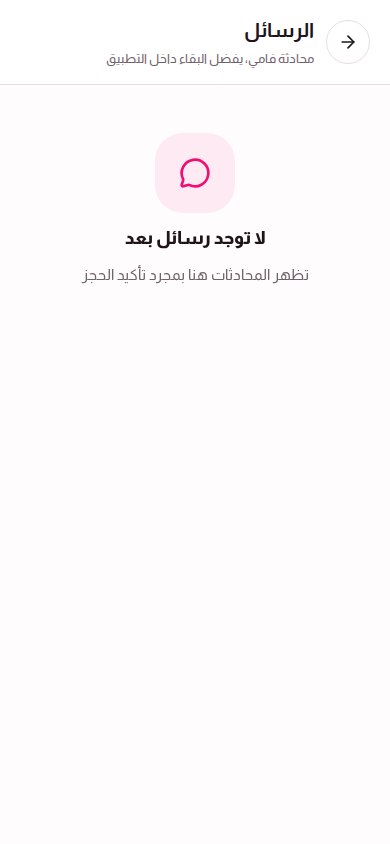 الرسائل
محادثة فامي، يفضل البقاء داخل التطبيق
لا توجد رسائل بعد
تظهر المحادثات هنا بمجرد تأكيد الحجز